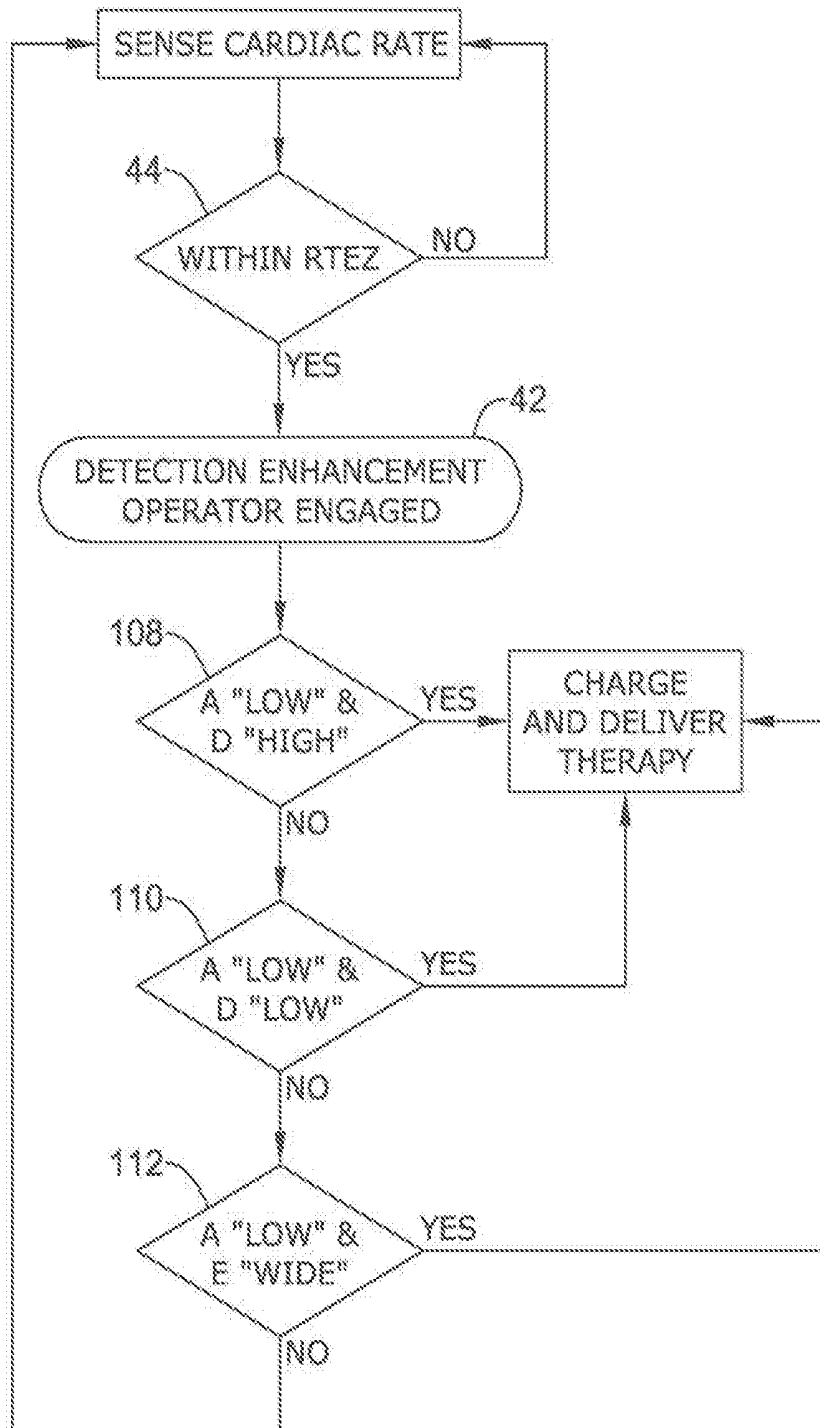 SENSE CARDIAC RATE
44
WITHIN RTEZ
NO
YES
42
DETECTION ENHANCEMENT
OPERATOR ENGAGED
108
A "LOW" &
D "HIGH"
YES
CHARGE
AND DELIVER
THERAPY
NO
110
A "LOW" &
D "LOW"
YES
NO
112
A "LOW" &
E "WIDE"
YES
NO